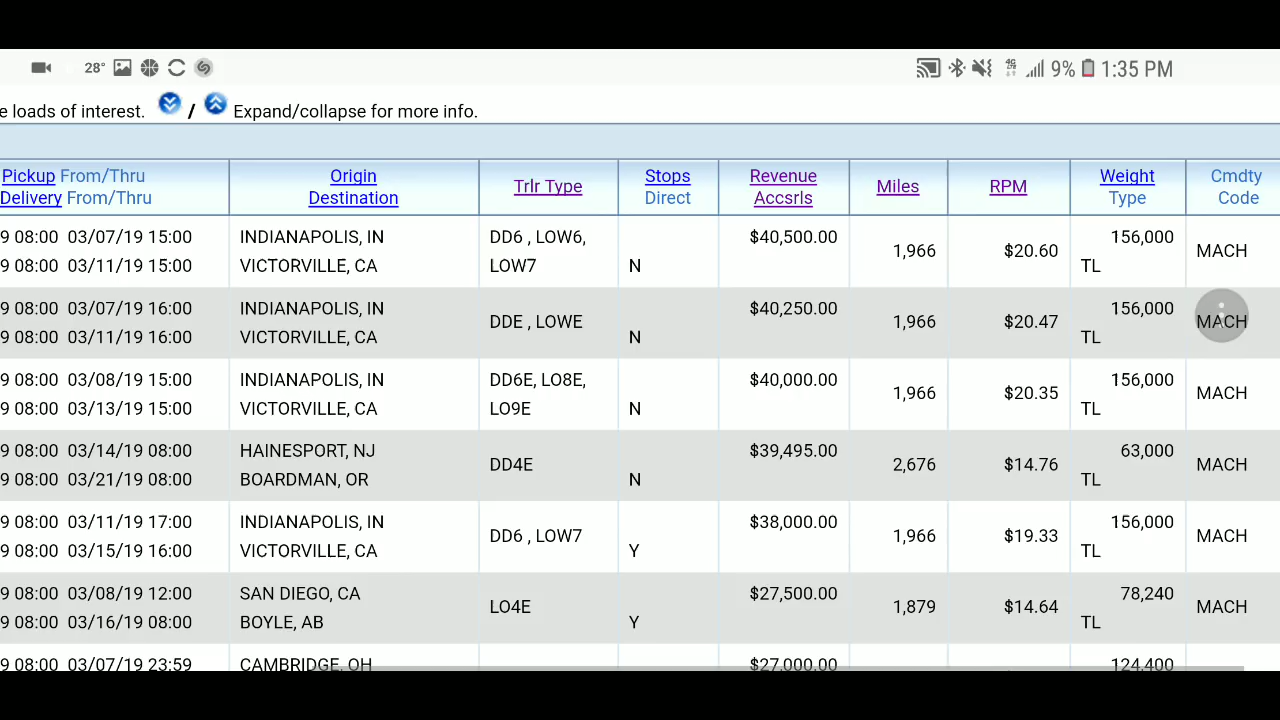 28° 4G 9% 1:35 PM
e loads of interest. / Expand/collapse for more info.
Pickup From/Thru Origin Trlr Type Stops Revenue Miles RPM Weight Cmdty
Delivery From/Thru Destination Direct Accsrls Type Code
9 08:00 03/07/19 15:00 INDIANAPOLIS, IN DD6 , LOW6, $40,500.00 1,966 $20.60 156,000 MACH
9 08:00 03/11/19 15:00 VICTORVILLE, CA LOW7 N TL
9 08:00 03/07/19 16:00 INDIANAPOLIS, IN DDE , LOWE $40,250.00 1,966 $20.47 156,000 MACH
9 08:00 03/11/19 16:00 VICTORVILLE, CA N TL
9 08:00 03/08/19 15:00 INDIANAPOLIS, IN DD6E, LO8E, $40,000.00 1,966 $20.35 156,000 MACH
9 08:00 03/13/19 15:00 VICTORVILLE, CA LO9E N TL
9 08:00 03/14/19 08:00 HAINESPORT, NJ DD4E $39,495.00 2,676 $14.76 63,000 MACH
9 08:00 03/21/19 08:00 BOARDMAN, OR N TL
9 08:00 03/11/19 17:00 INDIANAPOLIS, IN DD6 , LOW7 $38,000.00 1,966 $19.33 156,000 MACH
9 08:00 03/15/19 16:00 VICTORVILLE, CA Y TL
9 08:00 03/08/19 12:00 SAN DIEGO, CA LO4E $27,500.00 1,879 $14.64 78,240 MACH
9 08:00 03/16/19 08:00 BOYLE, AB Y TL
9 08:00 03/07/19 23:59 CAMBRIDGE, OH $27,000.00 124,400